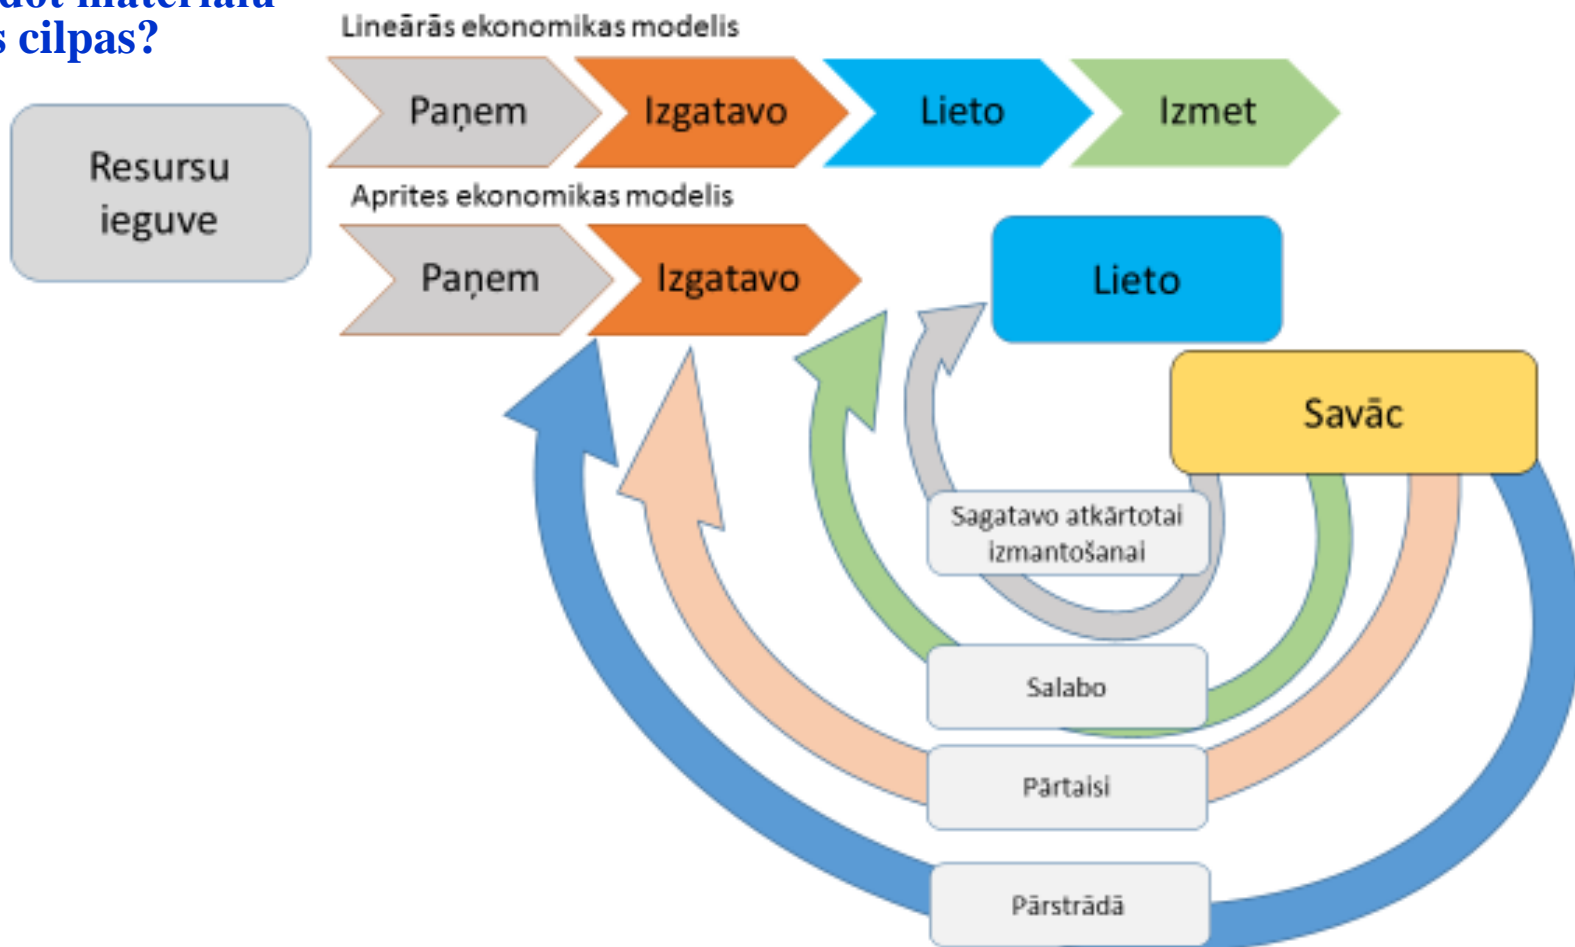 materiālu
cilpas?
Lineārās ekonomikas modelis
Paņem
Izgatavo
Lieto
Izmet
Resursu
ieguve
Aprites ekonomikas modelis
Paņem
Izgatavo
Lieto
Savāc
Sagatavo atkārtotai
izmantošanai
Salabo
Pārtaisi
Pārstrādā